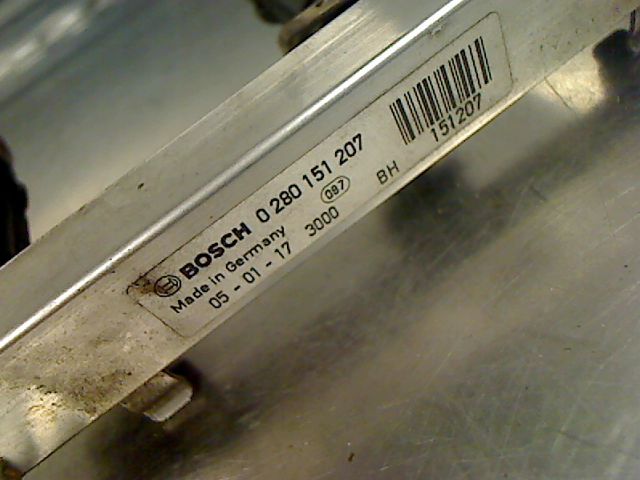 BOSCH 0 280 151 207
Made in Germany 087
05 - 01 - 17 3000 BH
151207